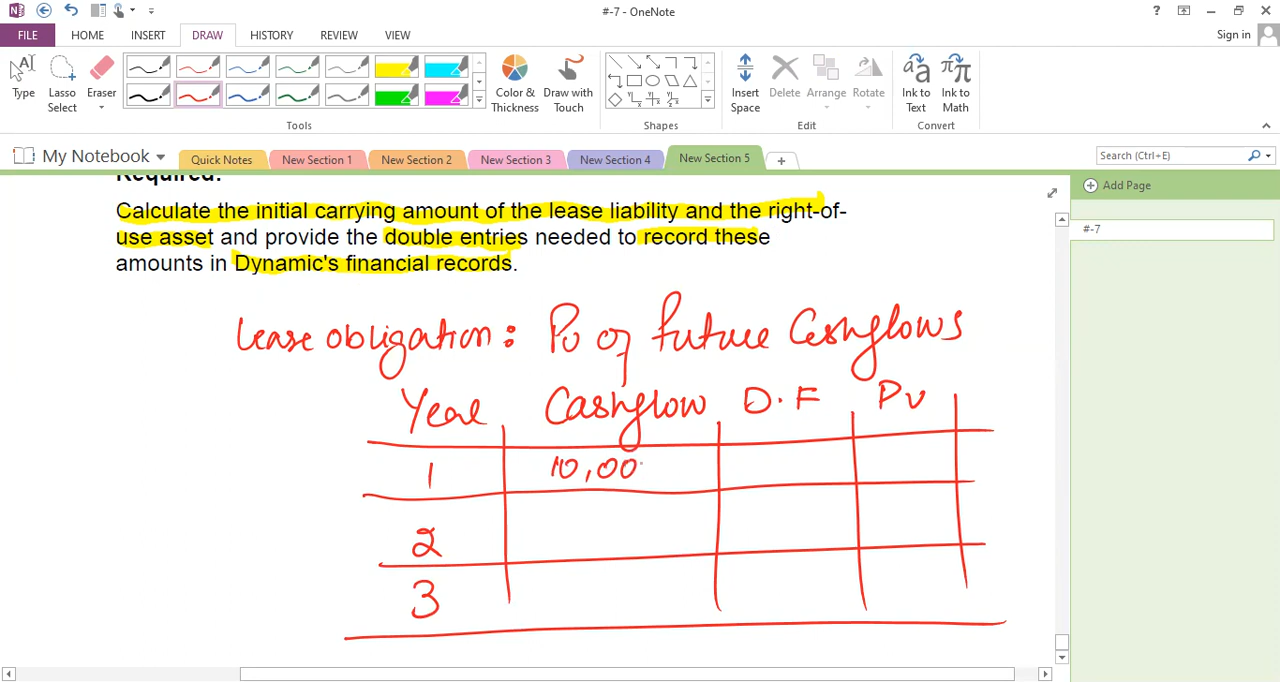 #-7 - OneNote
?
FILE HOME INSERT DRAW HISTORY REVIEW VIEW
Sign in
Type
Lasso Select
Eraser
Color & Thickness
Draw with Touch
Insert Space
Delete
Arrange
Rotate
Ink to Text
Ink to Math
Tools
Shapes
Edit
Convert
My Notebook
Quick Notes
New Section 1
New Section 2
New Section 3
New Section 4
New Section 5
Search (Ctrl+E)
Add Page
#-7
Required:
Calculate the initial carrying amount of the lease liability and the right-of-
use asset and provide the double entries needed to record these
amounts in Dynamic's financial records.
Lease obligation: Pv of future Cashflows
Year Cashflow D.F Pv
1 10,00
2
3